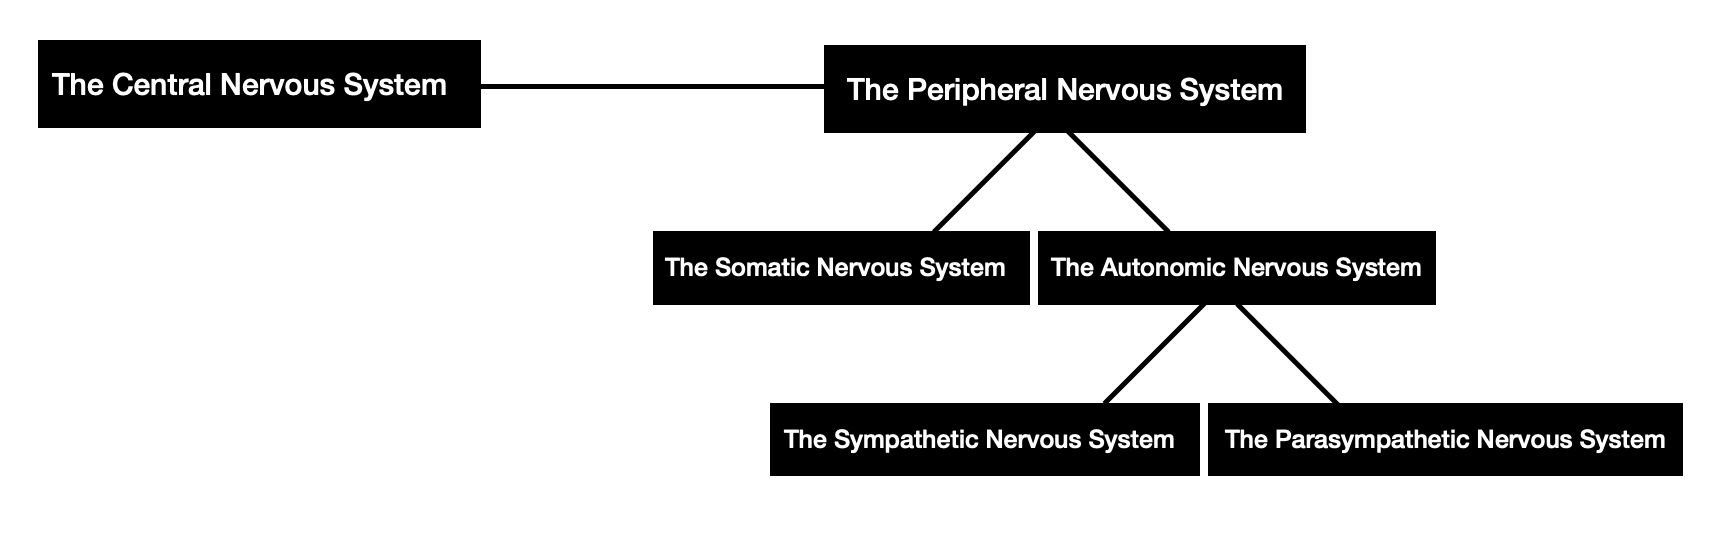 The Central Nervous System
The Peripheral Nervous System
The Somatic Nervous System
The Autonomic Nervous System
The Sympathetic Nervous System
The Parasympathetic Nervous System